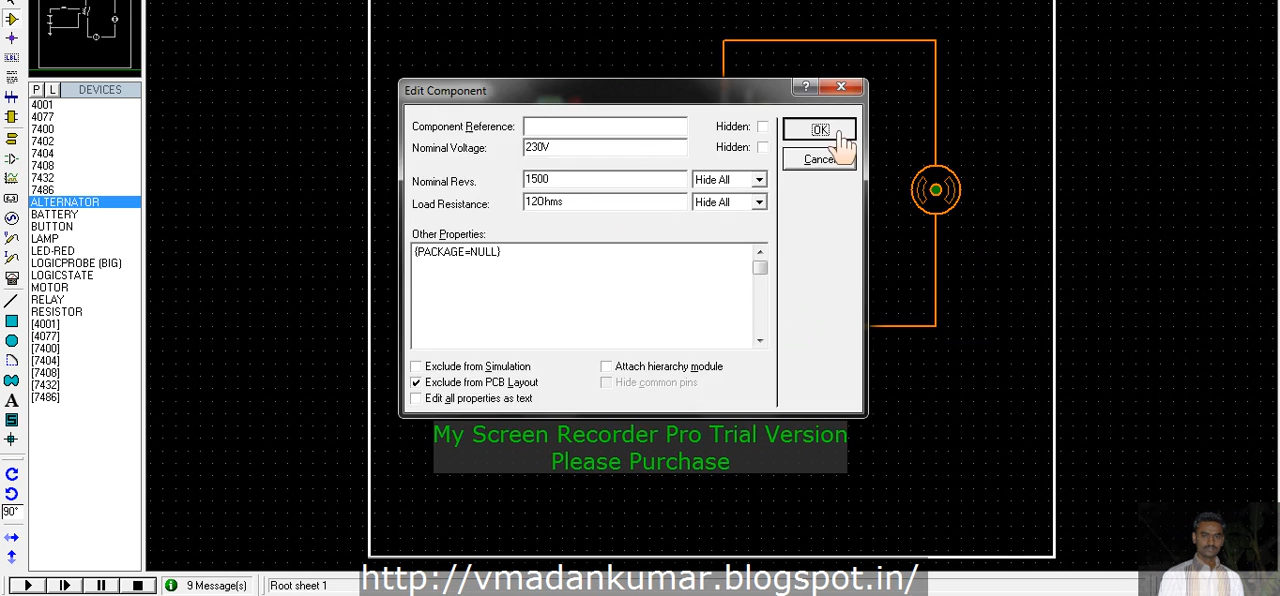 P L DEVICES
4001
4077
7400
7402
7404
7408
7432
7486
ALTERNATOR
BATTERY
BUTTON
LAMP
LED-RED
LOGICPROBE (BIG)
LOGICSTATE
MOTOR
RELAY
RESISTOR
[4001]
[4077]
[7400]
[7404]
[7408]
[7432]
[7486]
LBL
A
S
90°
Edit Component
?
Component Reference:
Hidden:
OK
Nominal Voltage:
230V
Hidden:
Cancel
Nominal Revs.
1500
Hide All
Load Resistance:
12Ohms
Hide All
Other Properties:
{PACKAGE=NULL}
Exclude from Simulation
Attach hierarchy module
Exclude from PCB Layout
Hide common pins
Edit all properties as text
My Screen Recorder Pro Trial Version
Please Purchase
9 Message(s)
Root sheet 1
http://vmadankumar.blogspot.in/